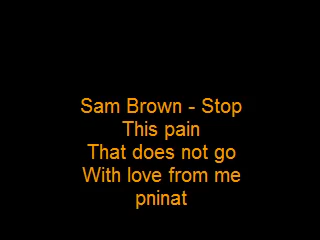 Sam Brown - Stop
This pain
That does not go
With love from me
pninat